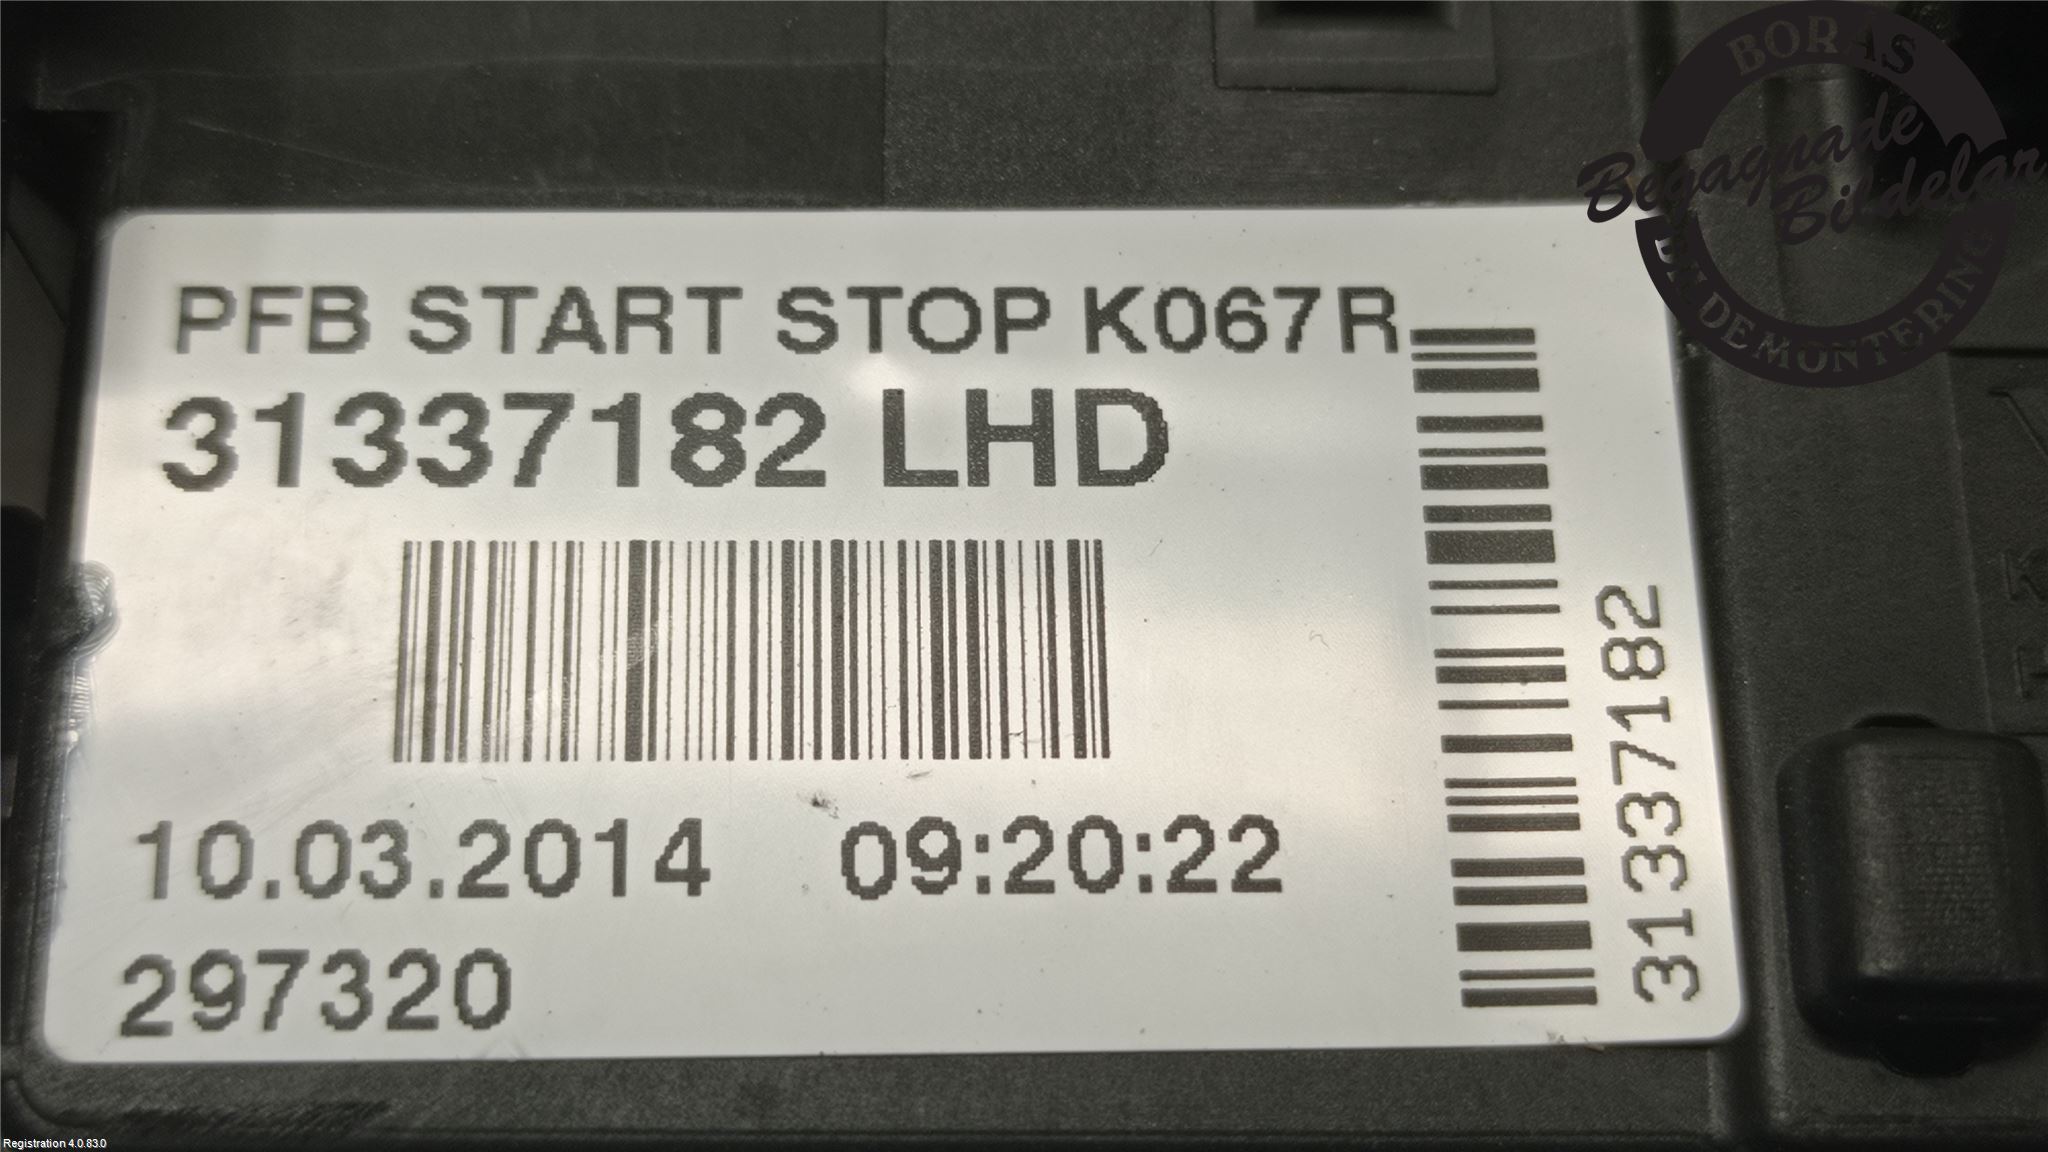 BORÅS
Begagnade
Bildelar
BILDEMONTERING
PFB START STOP K067R
31337182 LHD
31337182
10.03.2014 09:20:22
297320
Registration 4.0.83.0